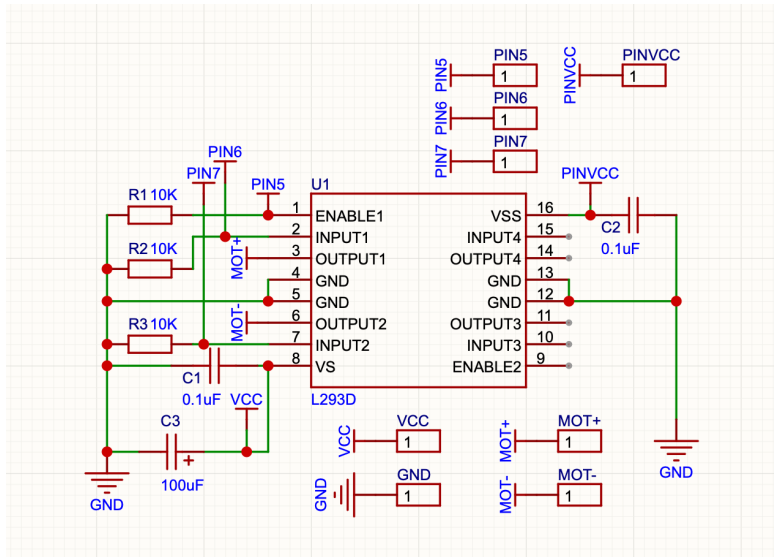 PIN5
PIN5
1
PINVCC
PINVCC
1
PIN6
PIN6
1
PIN7
PIN7
1
PIN6
PIN7
PIN5
U1
PINVCC
R1 10K
1
ENABLE1
VSS
16
C2
0.1uF
R2 10K
2
INPUT1
INPUT4
15
MOT+
3
OUTPUT1
OUTPUT4
14
4
GND
GND
13
5
GND
GND
12
MOT-
6
OUTPUT2
OUTPUT3
11
R3 10K
7
INPUT2
INPUT3
10
8
VS
ENABLE2
9
C1
0.1uF
L293D
C3
VCC
100uF
GND
VCC
VCC
1
MOT+
MOT+
1
GND
GND
GND
1
MOT-
MOT-
1